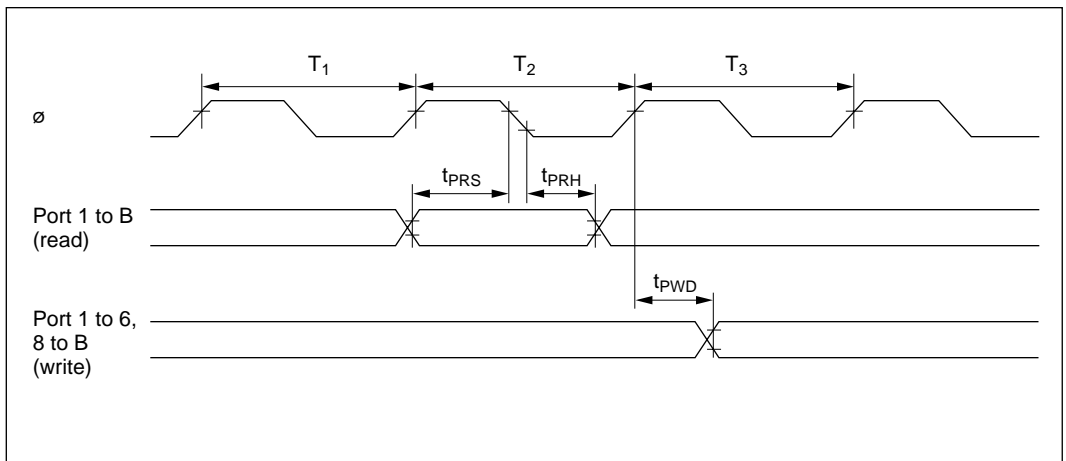 T1 T2 T3
ø
tPRS tPRH
Port 1 to B
(read)
tPWD
Port 1 to 6,
8 to B
(write)